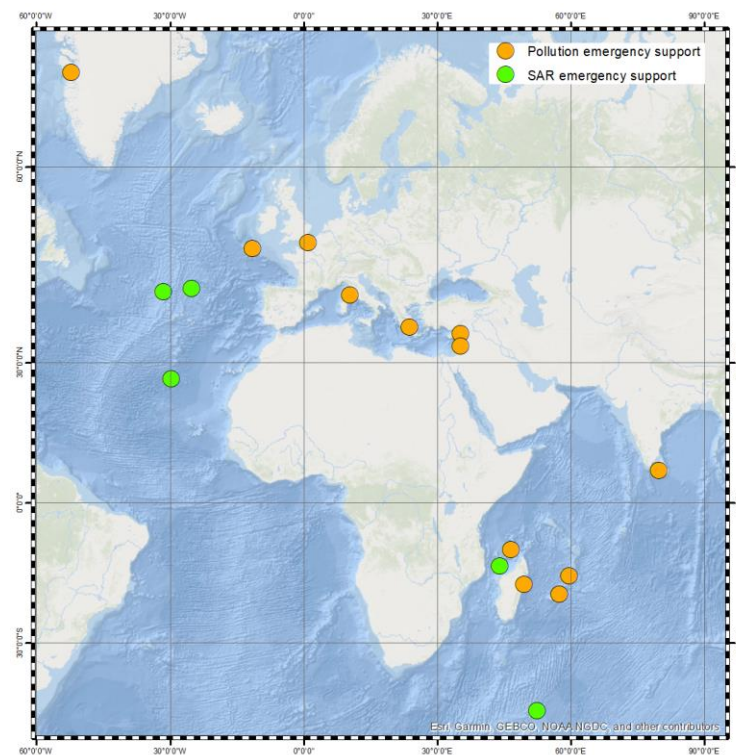 60°0'0"W 30°0'0"W 0°0'0" 30°0'0"E 60°0'0"E 90°0'0"E
Pollution emergency support
SAR emergency support
60°0'0"N
30°0'0"N
0°0'0"
30°0'0"S
Esri, Garmin, GEBCO, NOAA NGDC, and other contributors
60°0'0"W 30°0'0"W 0°0'0" 30°0'0"E 60°0'0"E 90°0'0"E